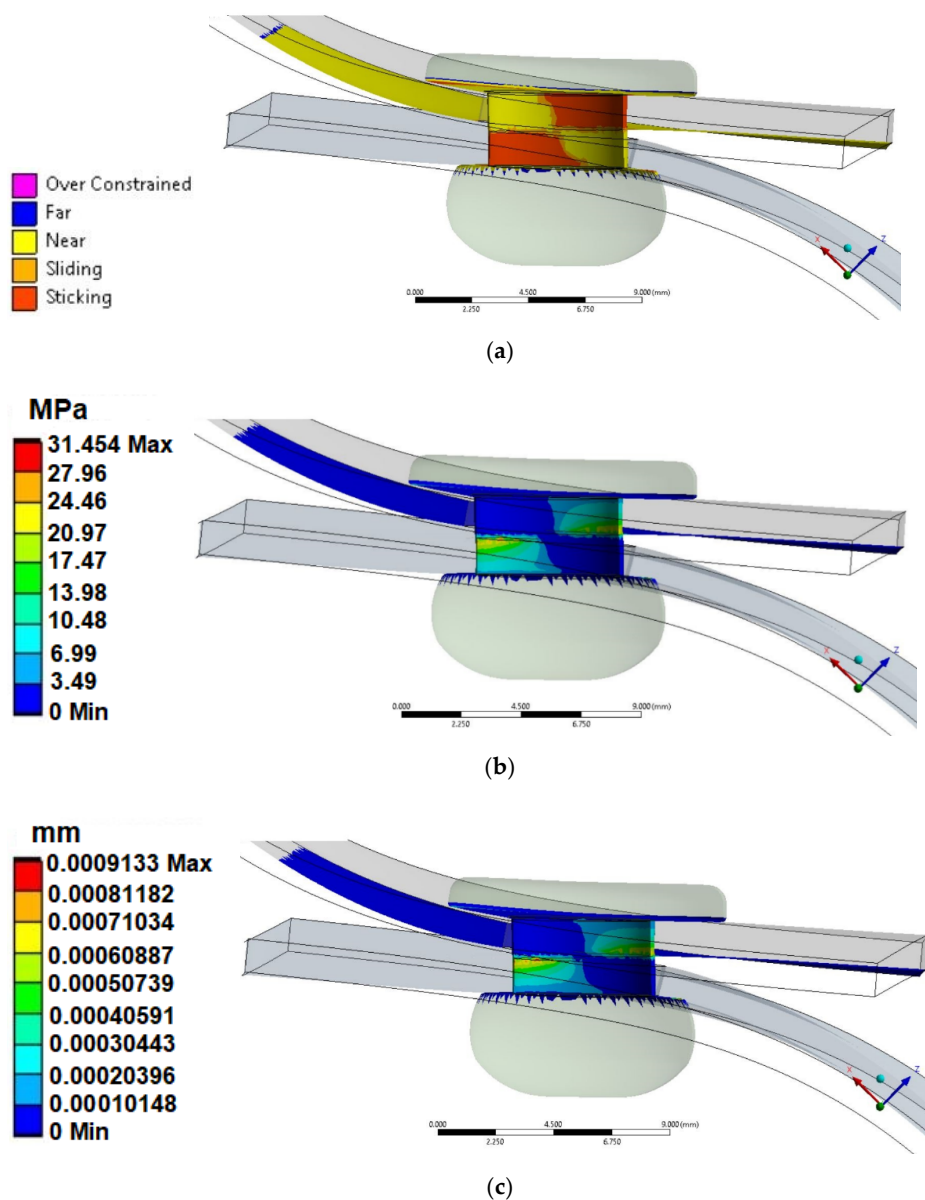 Over Constrained
Far
Near
Sliding
Sticking
X
Z
0.000
4.500
9.000 (mm)
2.250
6.750
(a)
MPa
31.454 Max
27.96
24.46
20.97
17.47
13.98
10.48
6.99
3.49
0 Min
X
Z
0.000
4.500
9.000 (mm)
2.250
6.750
(b)
mm
0.0009133 Max
0.00081182
0.00071034
0.00060887
0.00050739
0.00040591
0.00030443
0.00020396
0.00010148
0 Min
X
Z
0.000
4.500
9.000 (mm)
2.250
6.750
(c)